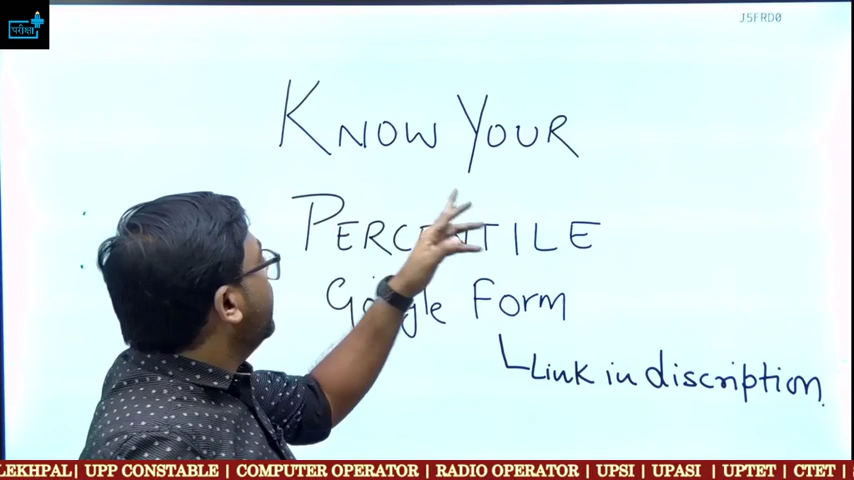 परीक्षा
J5FRD0
KNOW YOUR
PERCENTILE
Google Form
Link in discription.
LEKHPAL| UPP CONSTABLE | COMPUTER OPERATOR | RADIO OPERATOR | UPSI | UPASI | UPTET | CTET |